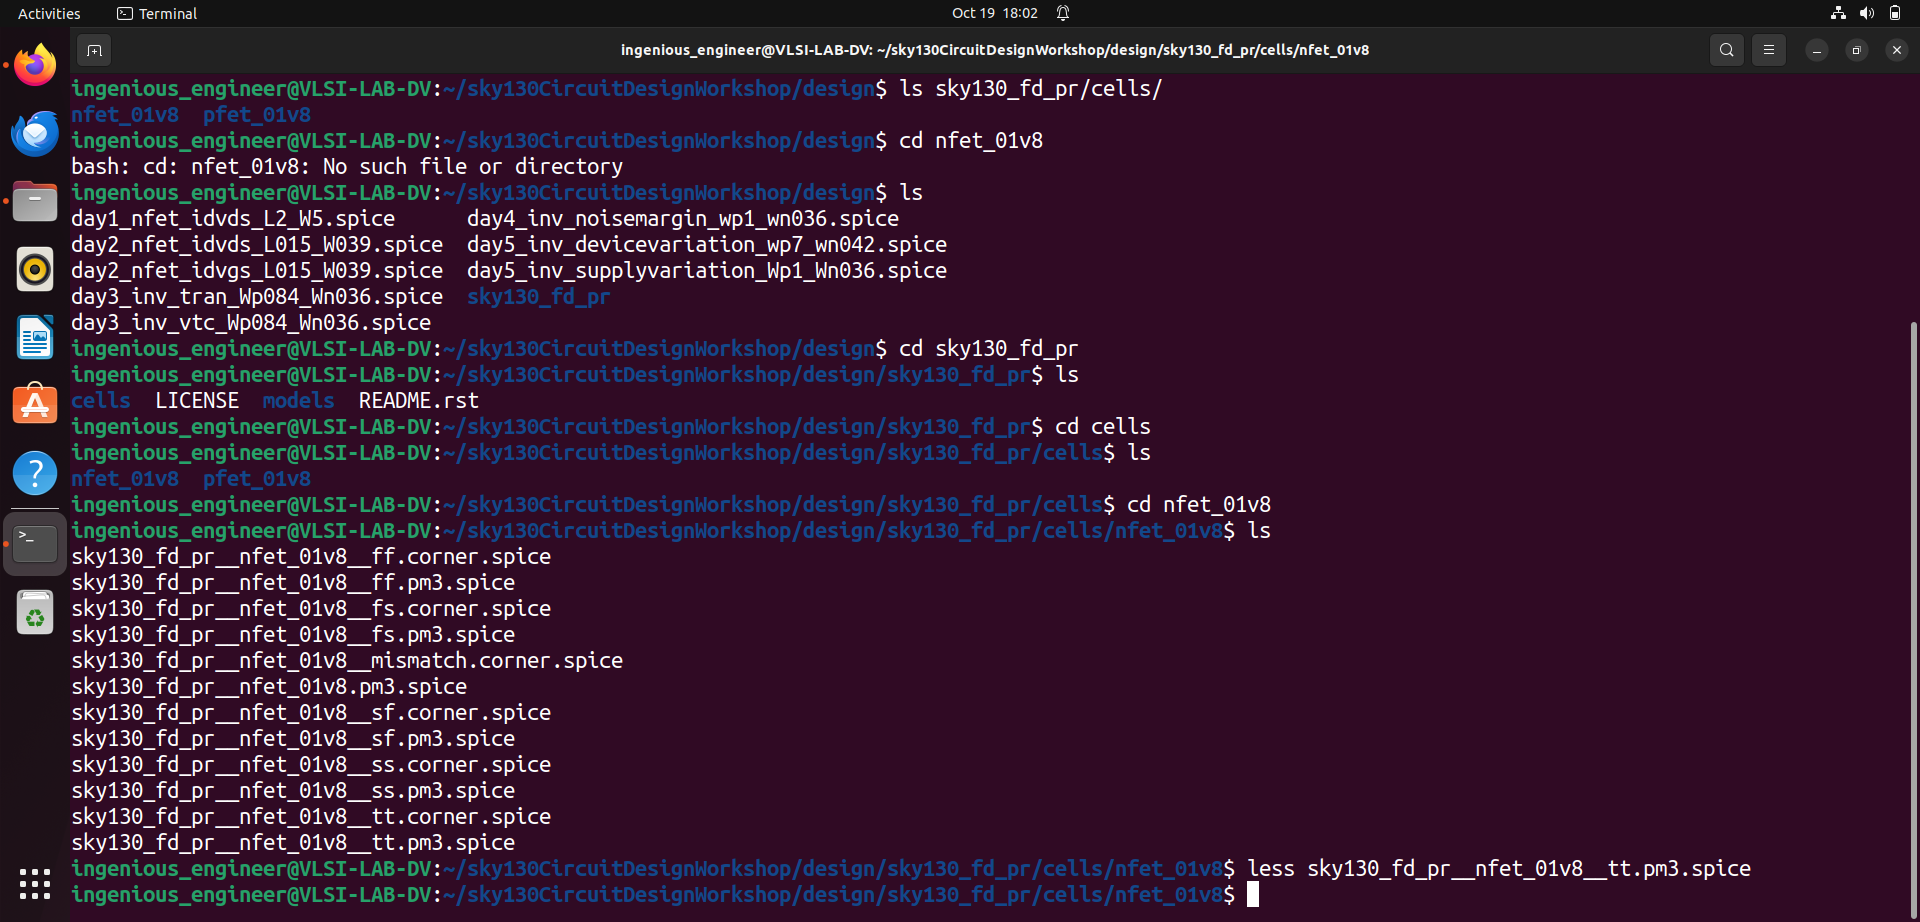 Activities Terminal Oct 19 18:02
ingenious_engineer@VLSI-LAB-DV: ~/sky130CircuitDesignWorkshop/design/sky130_fd_pr/cells/nfet_01v8
ingenious_engineer@VLSI-LAB-DV:~/sky130CircuitDesignWorkshop/design$ ls sky130_fd_pr/cells/
nfet_01v8  pfet_01v8
ingenious_engineer@VLSI-LAB-DV:~/sky130CircuitDesignWorkshop/design$ cd nfet_01v8
bash: cd: nfet_01v8: No such file or directory
ingenious_engineer@VLSI-LAB-DV:~/sky130CircuitDesignWorkshop/design$ ls
day1_nfet_idvds_L2_W5.spice      day4_inv_noisemargin_wp1_wn036.spice
day2_nfet_idvds_L015_W039.spice  day5_inv_devicevariation_wp7_wn042.spice
day2_nfet_idvgs_L015_W039.spice  day5_inv_supplyvariation_Wp1_Wn036.spice
day3_inv_tran_Wp084_Wn036.spice  sky130_fd_pr
day3_inv_vtc_Wp084_Wn036.spice
ingenious_engineer@VLSI-LAB-DV:~/sky130CircuitDesignWorkshop/design$ cd sky130_fd_pr
ingenious_engineer@VLSI-LAB-DV:~/sky130CircuitDesignWorkshop/design/sky130_fd_pr$ ls
cells  LICENSE  models  README.rst
ingenious_engineer@VLSI-LAB-DV:~/sky130CircuitDesignWorkshop/design/sky130_fd_pr$ cd cells
ingenious_engineer@VLSI-LAB-DV:~/sky130CircuitDesignWorkshop/design/sky130_fd_pr/cells$ ls
nfet_01v8  pfet_01v8
ingenious_engineer@VLSI-LAB-DV:~/sky130CircuitDesignWorkshop/design/sky130_fd_pr/cells$ cd nfet_01v8
ingenious_engineer@VLSI-LAB-DV:~/sky130CircuitDesignWorkshop/design/sky130_fd_pr/cells/nfet_01v8$ ls
sky130_fd_pr__nfet_01v8__ff.corner.spice
sky130_fd_pr__nfet_01v8__ff.pm3.spice
sky130_fd_pr__nfet_01v8__fs.corner.spice
sky130_fd_pr__nfet_01v8__fs.pm3.spice
sky130_fd_pr__nfet_01v8__mismatch.corner.spice
sky130_fd_pr__nfet_01v8.pm3.spice
sky130_fd_pr__nfet_01v8__sf.corner.spice
sky130_fd_pr__nfet_01v8__sf.pm3.spice
sky130_fd_pr__nfet_01v8__ss.corner.spice
sky130_fd_pr__nfet_01v8__ss.pm3.spice
sky130_fd_pr__nfet_01v8__tt.corner.spice
sky130_fd_pr__nfet_01v8__tt.pm3.spice
ingenious_engineer@VLSI-LAB-DV:~/sky130CircuitDesignWorkshop/design/sky130_fd_pr/cells/nfet_01v8$ less sky130_fd_pr__nfet_01v8__tt.pm3.spice
ingenious_engineer@VLSI-LAB-DV:~/sky130CircuitDesignWorkshop/design/sky130_fd_pr/cells/nfet_01v8$